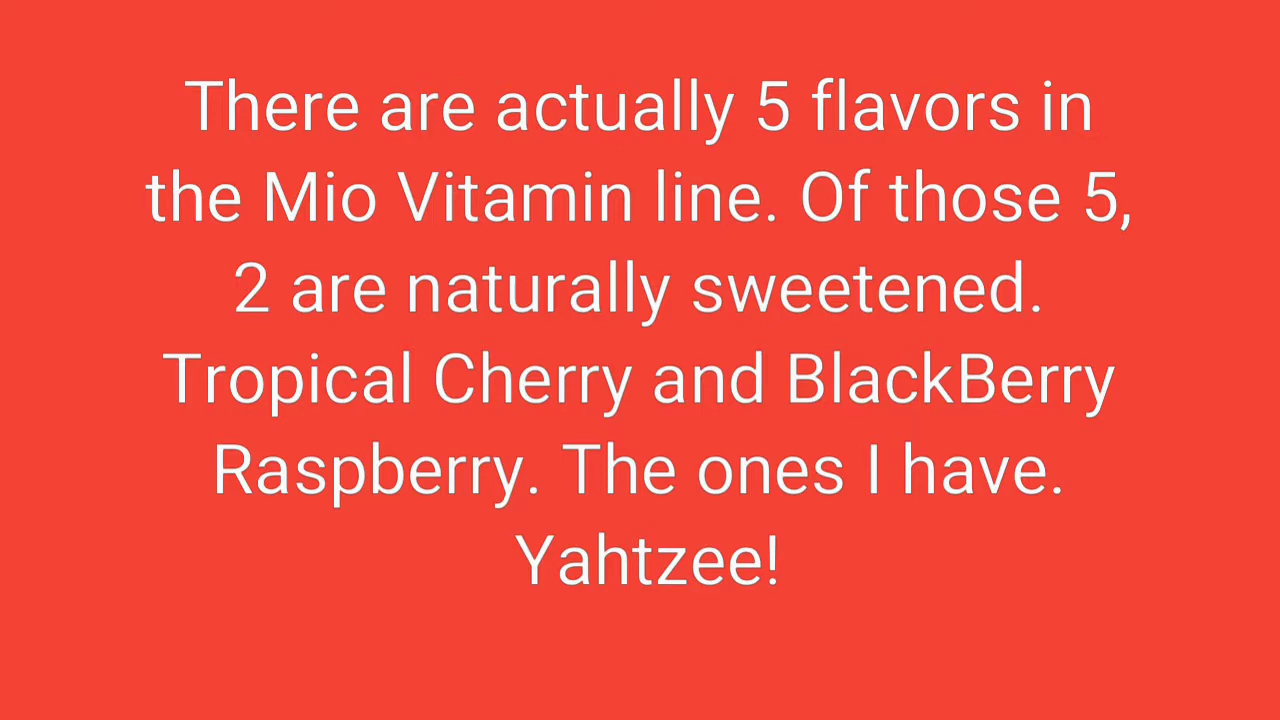 There are actually 5 flavors in
the Mio Vitamin line. Of those 5,
2 are naturally sweetened.
Tropical Cherry and BlackBerry
Raspberry. The ones I have.
Yahtzee!